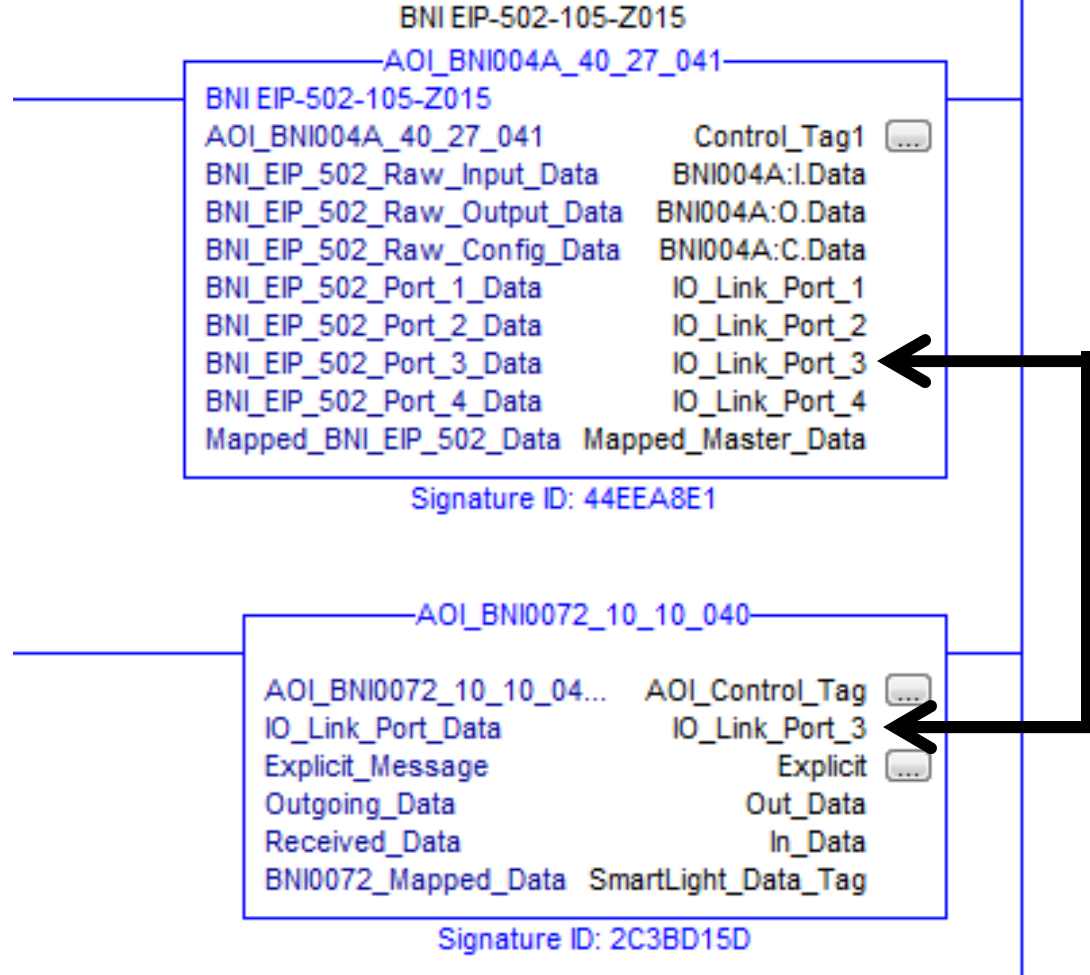 BNI EIP-502-105-Z015
AOI_BNI004A_40_27_041
BNI EIP-502-105-Z015
AOI_BNI004A_40_27_041 Control_Tag1 ...
BNI_EIP_502_Raw_Input_Data BNI004A:I.Data
BNI_EIP_502_Raw_Output_Data BNI004A:O.Data
BNI_EIP_502_Raw_Config_Data BNI004A:C.Data
BNI_EIP_502_Port_1_Data IO_Link_Port_1
BNI_EIP_502_Port_2_Data IO_Link_Port_2
BNI_EIP_502_Port_3_Data IO_Link_Port_3
BNI_EIP_502_Port_4_Data IO_Link_Port_4
Mapped_BNI_EIP_502_Data Mapped_Master_Data
Signature ID: 44EEA8E1
AOI_BNI0072_10_10_040
AOI_BNI0072_10_10_04... AOI_Control_Tag ...
IO_Link_Port_Data IO_Link_Port_3
Explicit_Message Explicit ...
Outgoing_Data Out_Data
Received_Data In_Data
BNI0072_Mapped_Data SmartLight_Data_Tag
Signature ID: 2C3BD15D